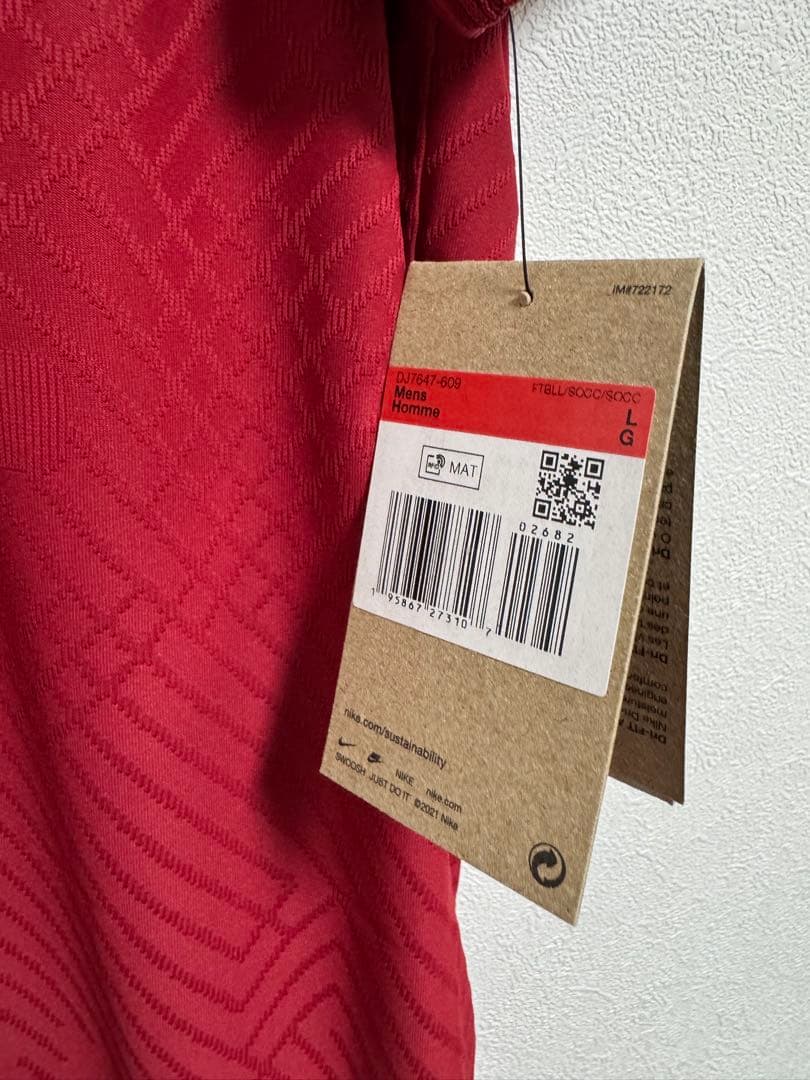 IM#722172
DJ7647-609
FTBLL/SOCC/SOCC
Mens
L
Homme
G
RFID
MAT
02682
1 95867 27310 7
nike.com/sustainability
SWOOSH JUST DO IT NIKE nike.com
©2021 Nike